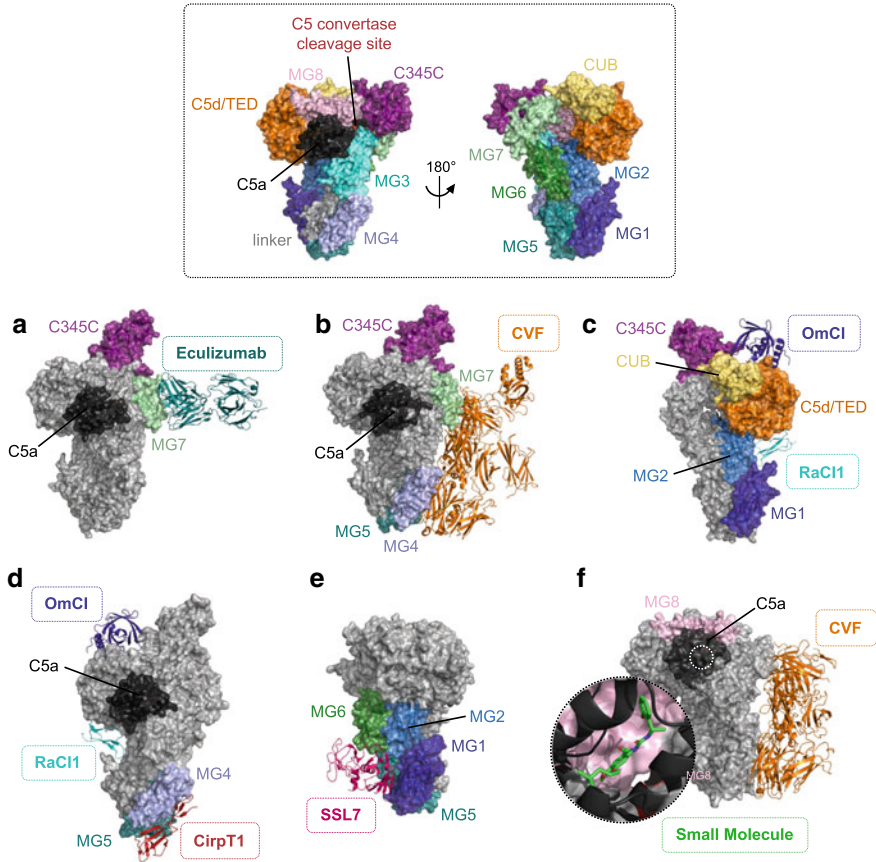 C5 convertase
cleavage site
MG8
C345C
CUB
C5d/TED
MG7
180°
C5a
MG3
MG2
MG6
linker
MG4
MG5
MG1
a
C345C
Eculizumab
C5a
MG7
b
C345C
CVF
MG7
C5a
MG5
MG4
c
C345C
OmCI
CUB
C5d/TED
MG2
RaCI1
MG1
d
OmCI
C5a
RaCI1
MG4
MG5
CirpT1
e
MG6
MG2
MG1
SSL7
MG5
f
MG8
C5a
CVF
MG8
Small Molecule